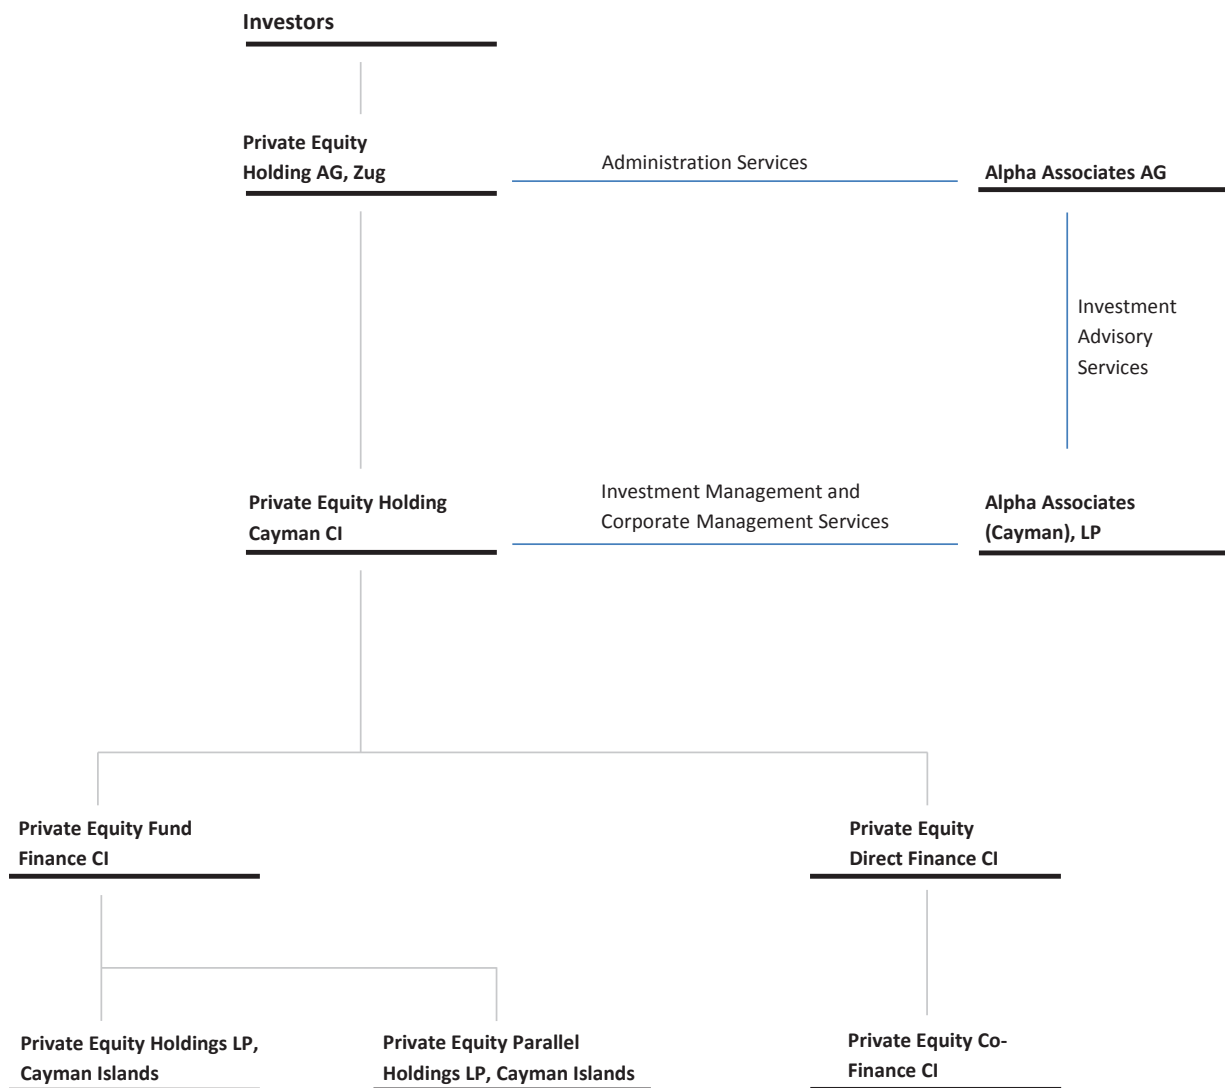 Investors
Private Equity
Holding AG, Zug
Administration Services
Alpha Associates AG
Investment
Advisory
Services
Private Equity Holding
Cayman CI
Investment Management and
Corporate Management Services
Alpha Associates
(Cayman), LP
Private Equity Fund
Finance CI
Private Equity
Direct Finance CI
Private Equity Holdings LP,
Cayman Islands
Private Equity Parallel
Holdings LP, Cayman Islands
Private Equity Co-
Finance CI